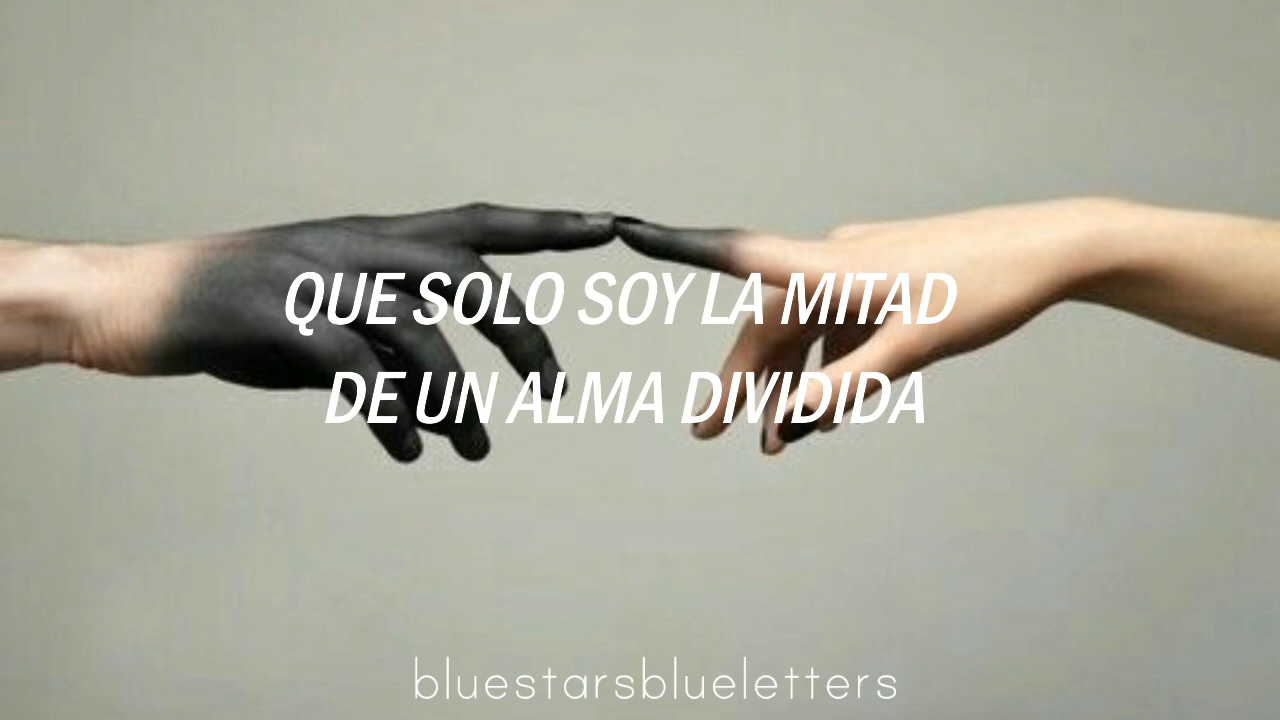 QUE SOLO SOY LA MITAD
DE UN ALMA DIVIDIDA
bluestarsblueletters